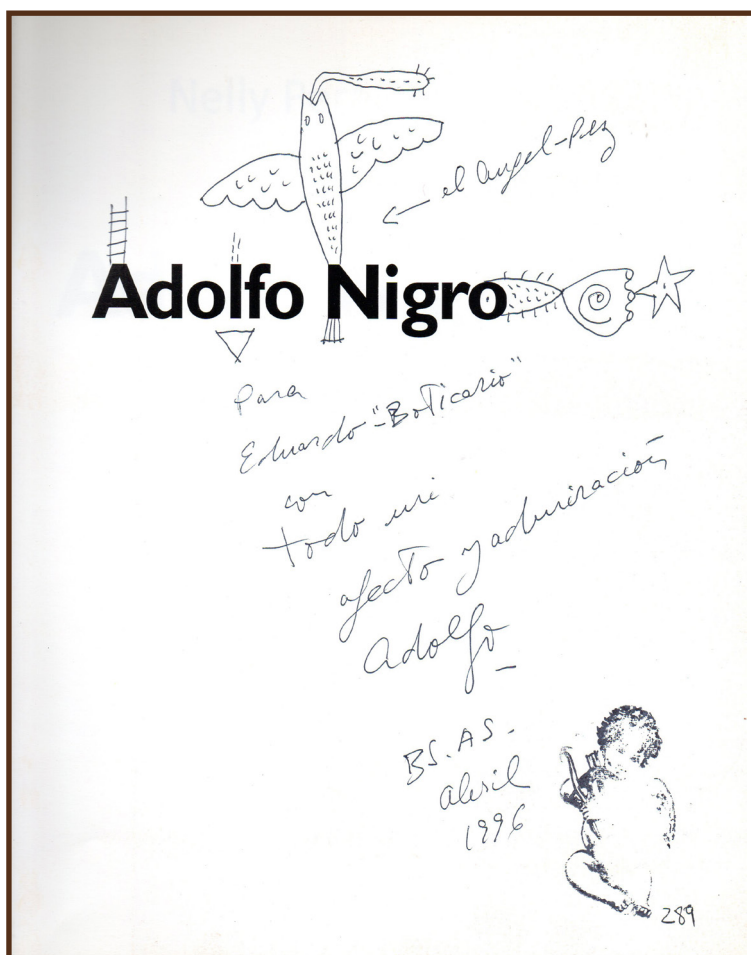 el Angel-Pez
Adolfo Nigro
Para
Eduardo "Boticario"
con
todo mi
afecto y admiración
Adolfo
BS. AS.
abril
1996
289